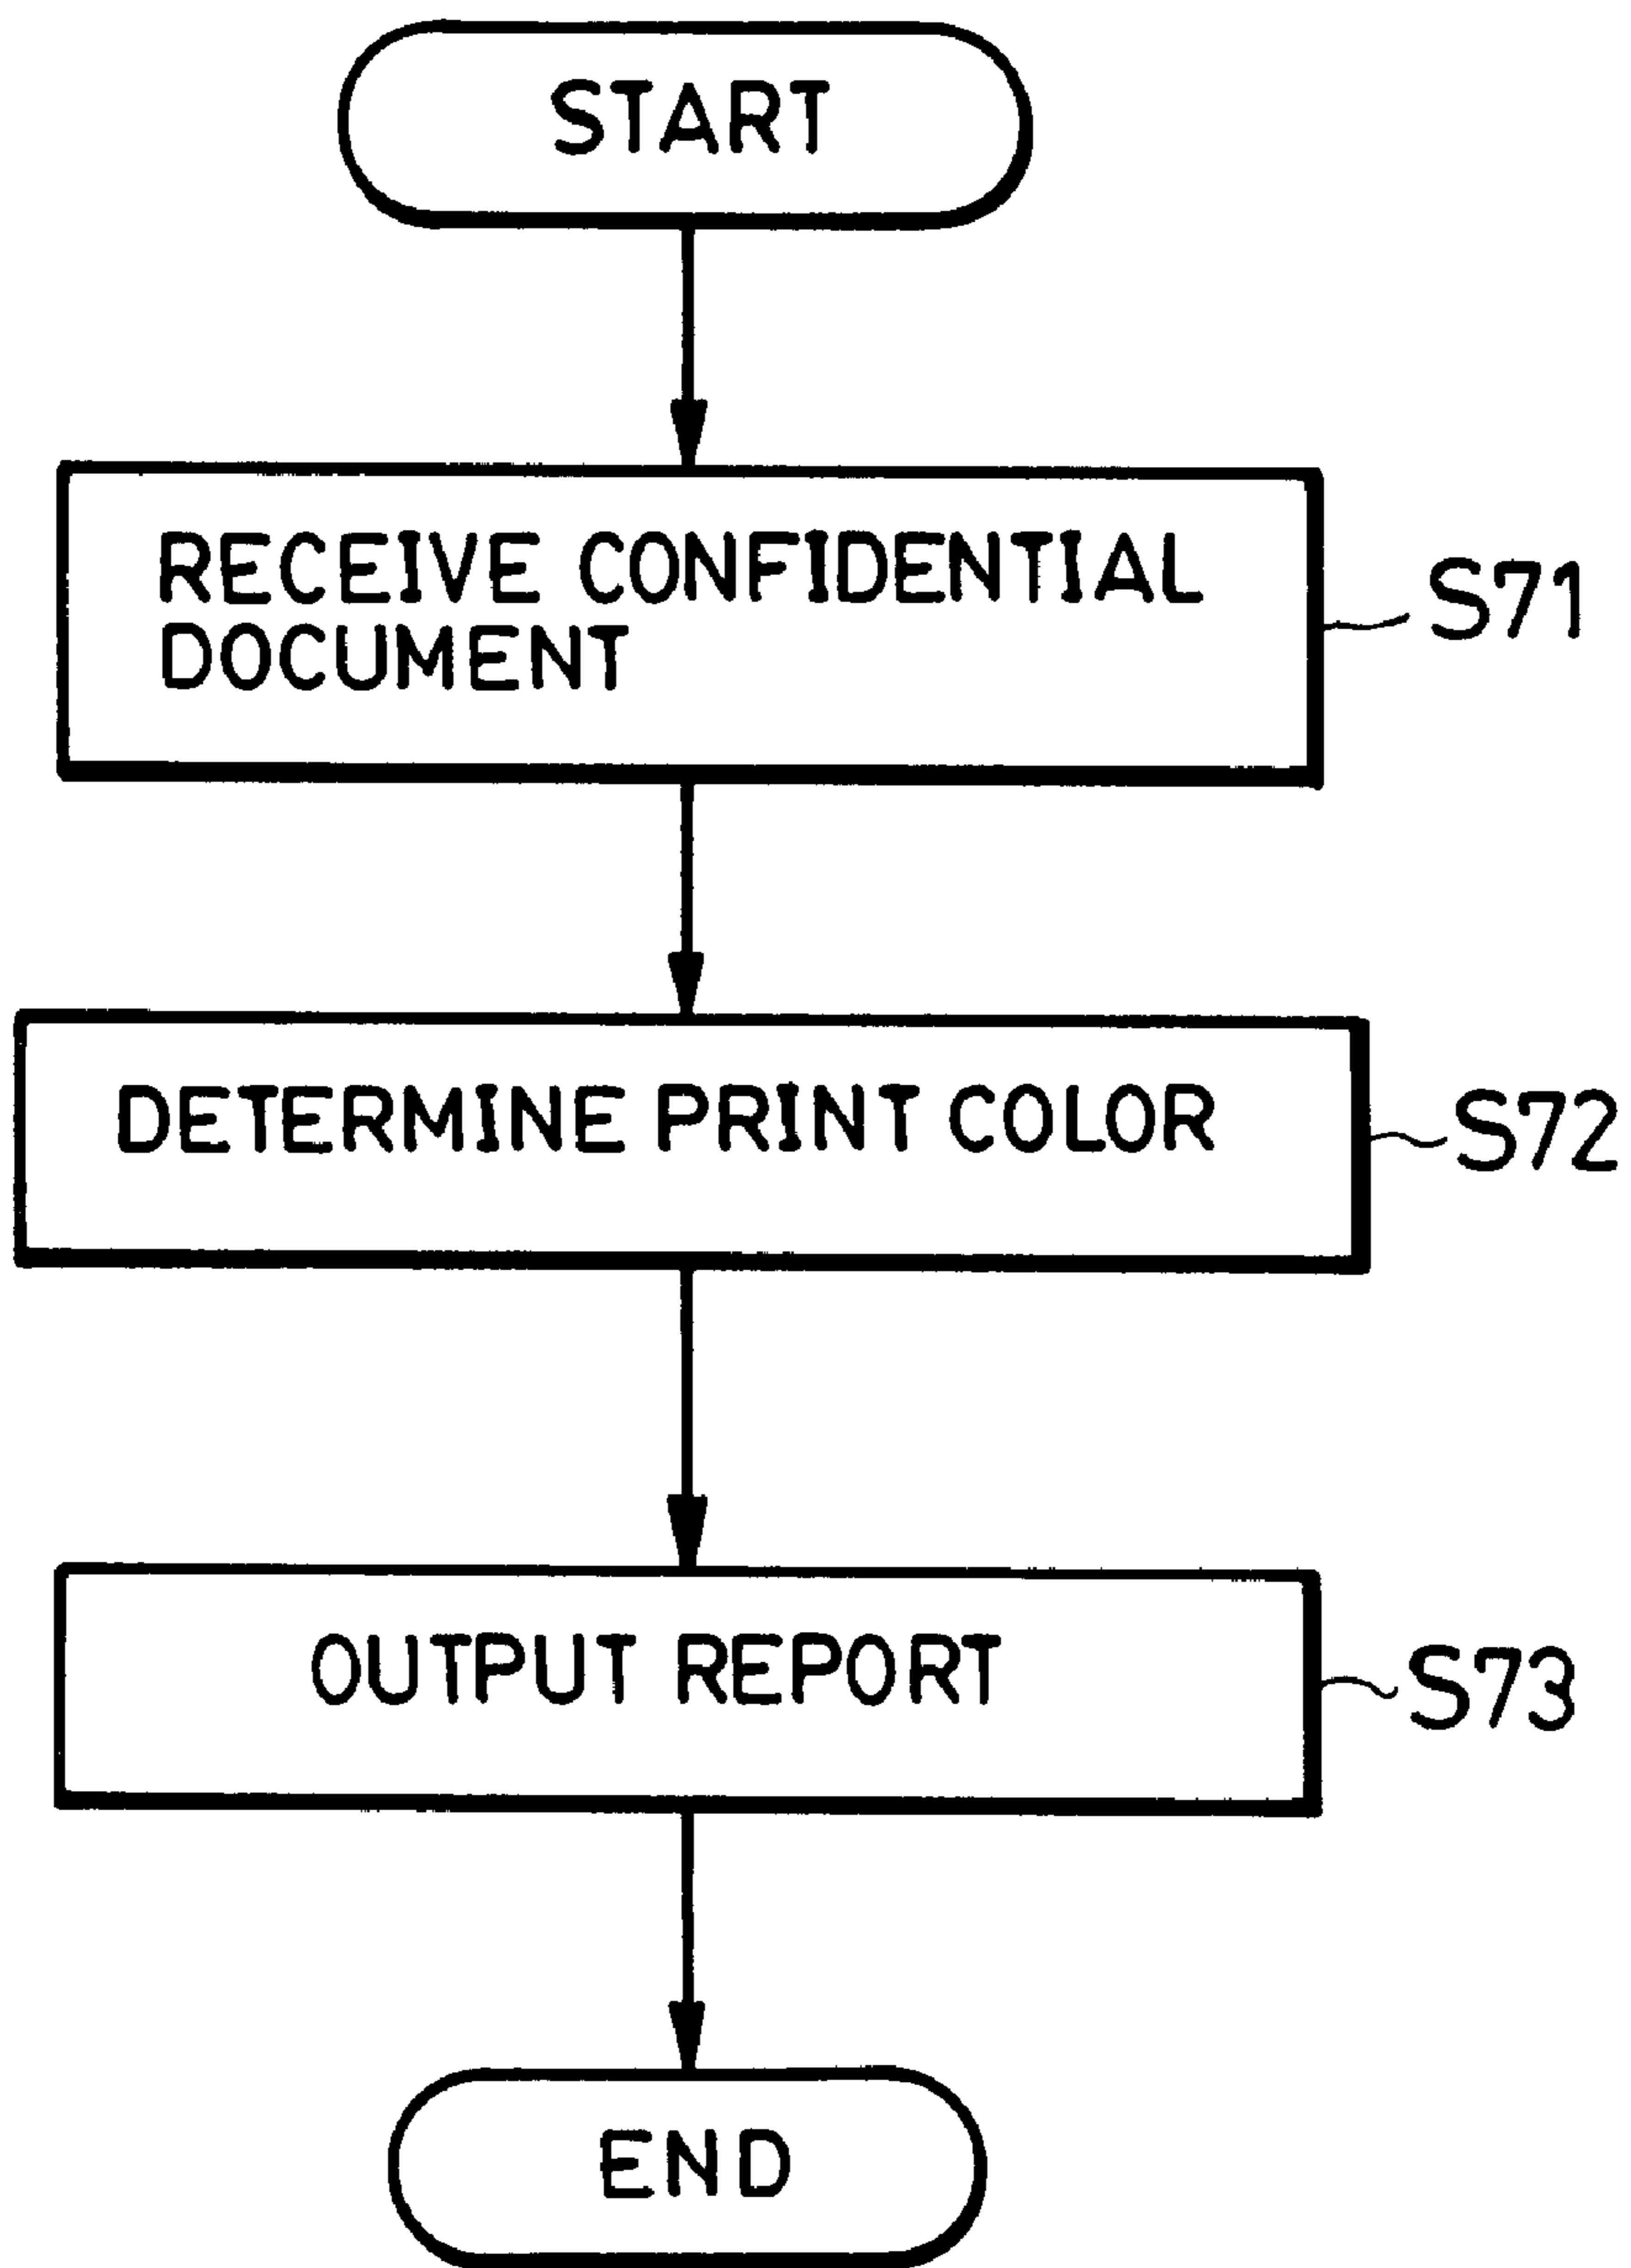 START
RECEIVE CONFIDENTIAL
DOCUMENT
S71
DETERMINE PRINT COLOR
S72
OUTPUT REPORT
S73
END